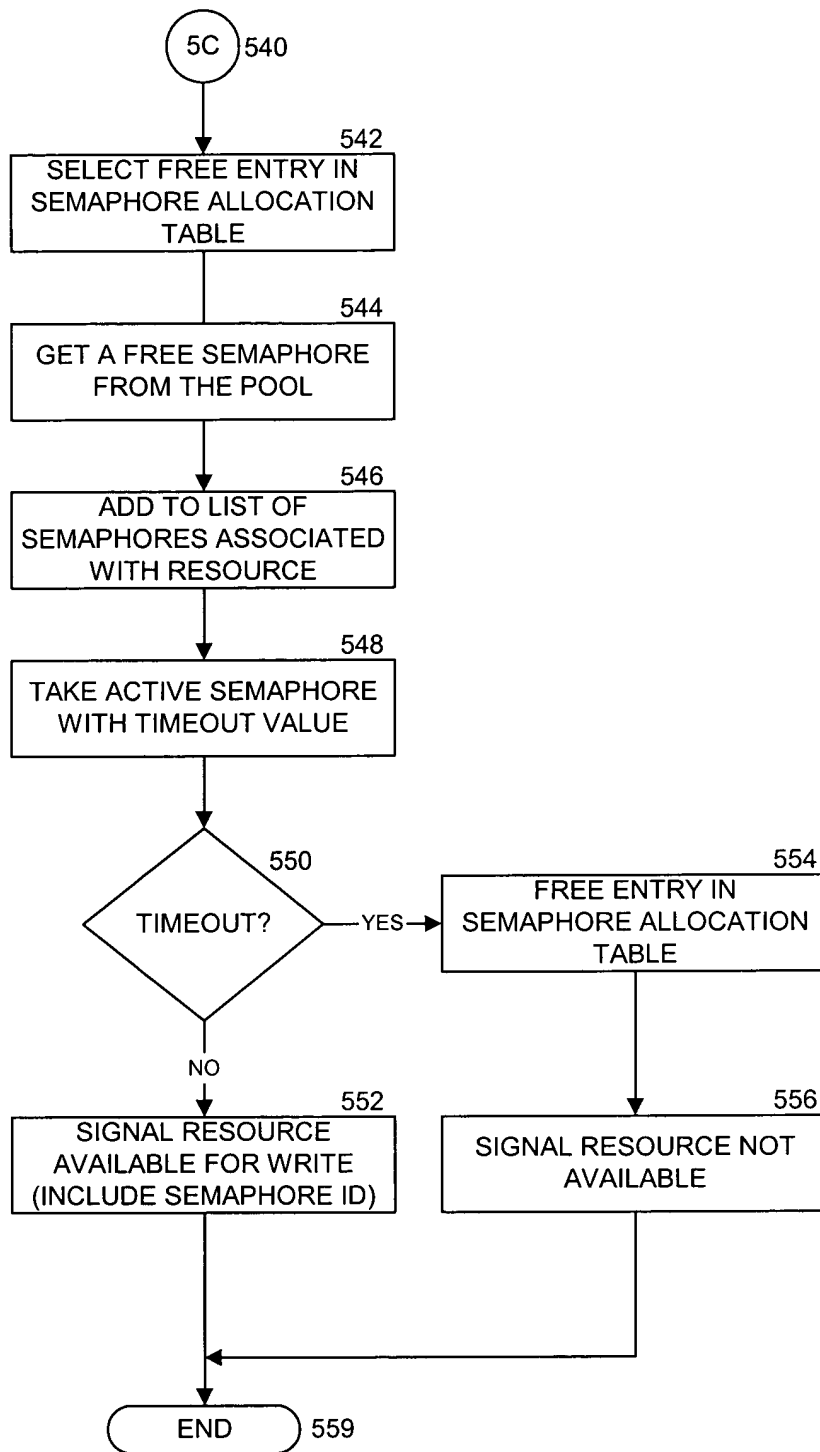 5C 540
542
SELECT FREE ENTRY IN
SEMAPHORE ALLOCATION
TABLE
544
GET A FREE SEMAPHORE
FROM THE POOL
546
ADD TO LIST OF
SEMAPHORES ASSOCIATED
WITH RESOURCE
548
TAKE ACTIVE SEMAPHORE
WITH TIMEOUT VALUE
550
TIMEOUT?
YES
554
FREE ENTRY IN
SEMAPHORE ALLOCATION
TABLE
NO
552
SIGNAL RESOURCE
AVAILABLE FOR WRITE
(INCLUDE SEMAPHORE ID)
556
SIGNAL RESOURCE NOT
AVAILABLE
END 559